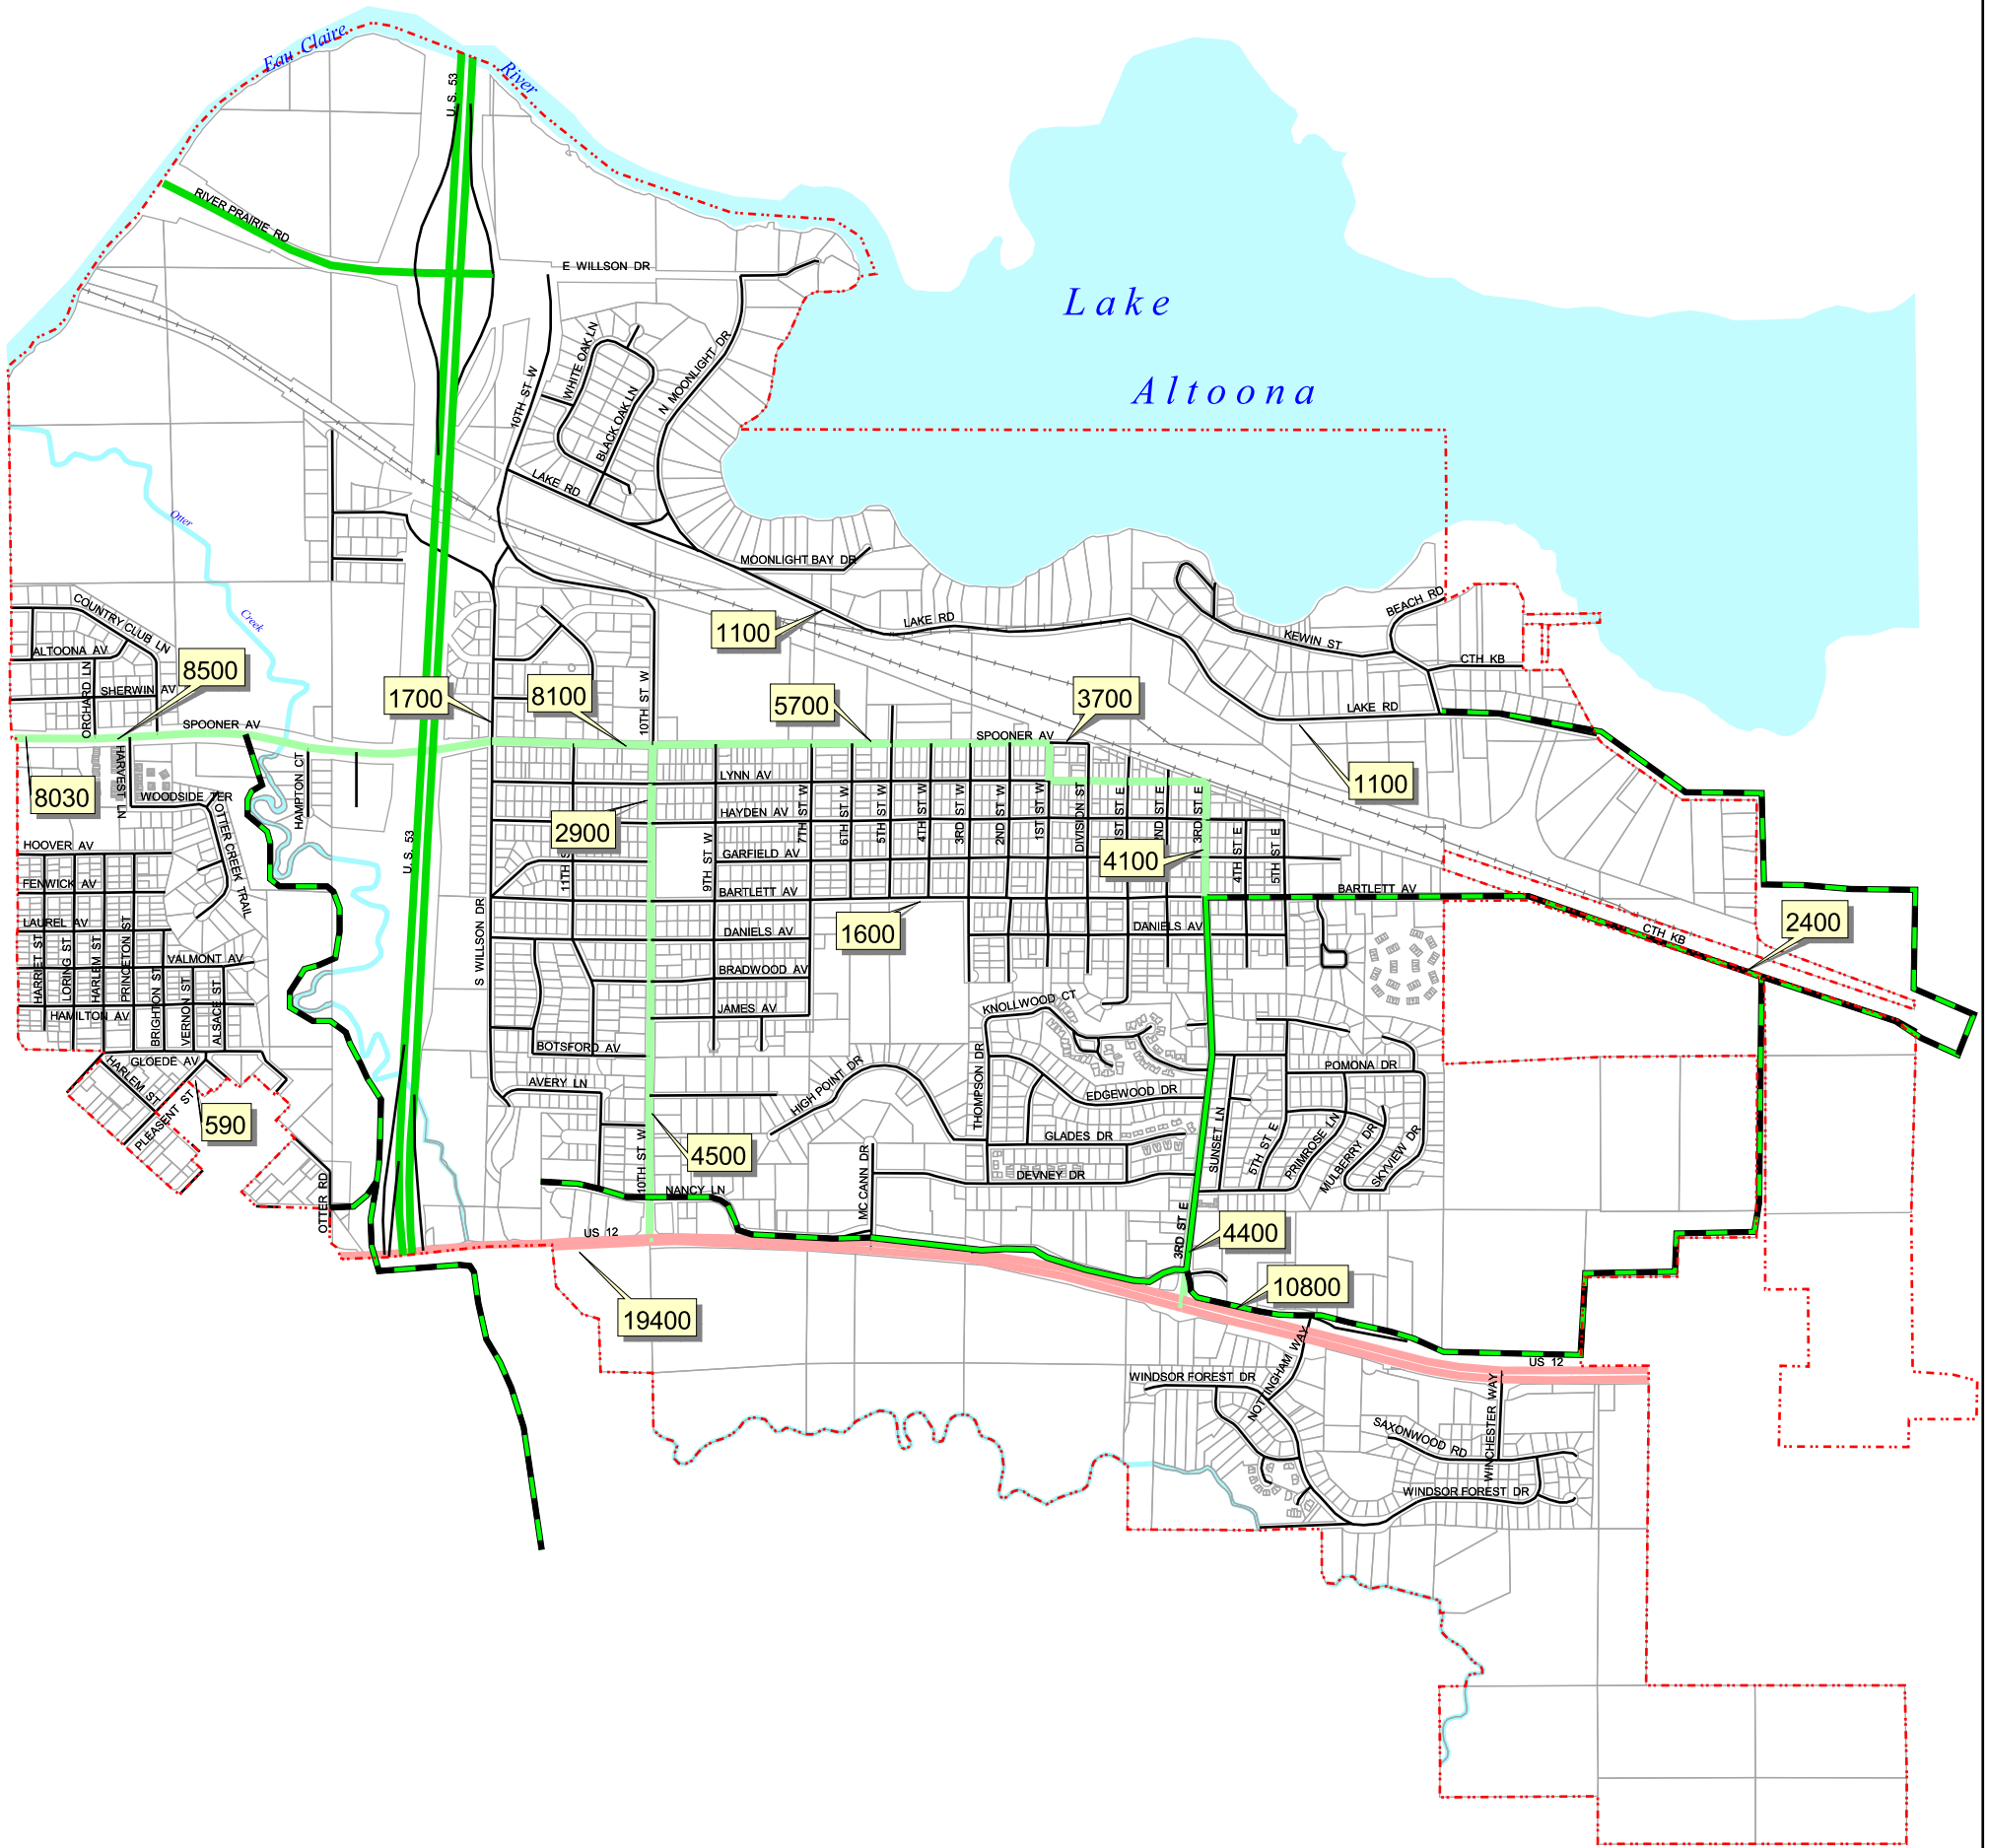 Eau Claire
River
U. S. 53
RIVER PRAIRIE RD
E WILLSON DR
Lake
Altoona
WHITE OAK LN
10TH ST W
BLACK OAK LN
N MOONLIGHT DR
LAKE RD
Otter
Creek
MOONLIGHT BAY DR
COUNTRY CLUB LN
ALTOONA AV
ORCHARD LN
SHERWIN AV
8500
SPOONER AV
1700
8100
10TH ST W
1100
LAKE RD
KEWIN ST
BEACH RD
CTH KB
5700
3700
SPOONER AV
LAKE RD
1100
8030
HARVEST LN
WOODSIDE TER
HAMPTON CT
OTTER CREEK TRAIL
U. S. 53
LYNN AV
HAYDEN AV
2900
GARFIELD AV
BARTLETT AV
9TH ST W
7TH ST W
6TH ST W
5TH ST W
4TH ST W
3RD ST W
2ND ST W
1ST ST W
DIVISION ST
1ST ST E
2ND ST E
3RD ST E
4100
4TH ST E
5TH ST E
BARTLETT AV
HOOVER AV
FENWICK AV
LAUREL AV
VALMONT AV
HAMILTON AV
HARRIET ST
LORING ST
HARLEM ST
PRINCETON ST
BRIGHTON ST
VERNON ST
ALSACE ST
GLOEDE AV
HARLEM ST
PLEASENT ST
590
OTTER RD
S WILLSON DR
11TH S
1600
DANIELS AV
DANIELS AV
BRADWOOD AV
JAMES AV
BOTSFORD AV
AVERY LN
2400
CTH KB
KNOLLWOOD CT
THOMPSON DR
HIGH POINT DR
EDGEWOOD DR
GLADES DR
DEVNEY DR
POMONA DR
SUNSET LN
5TH ST E
PRIMROSE LN
MULBERRY DR
SKYVIEW DR
4500
10TH ST W
NANCY LN
MC CANN DR
3RD ST E
4400
US 12
19400
10800
US 12
NOTTINGHAM WAY
WINDSOR FOREST DR
SAXONWOOD RD
WINCHESTER WAY
WINDSOR FOREST DR